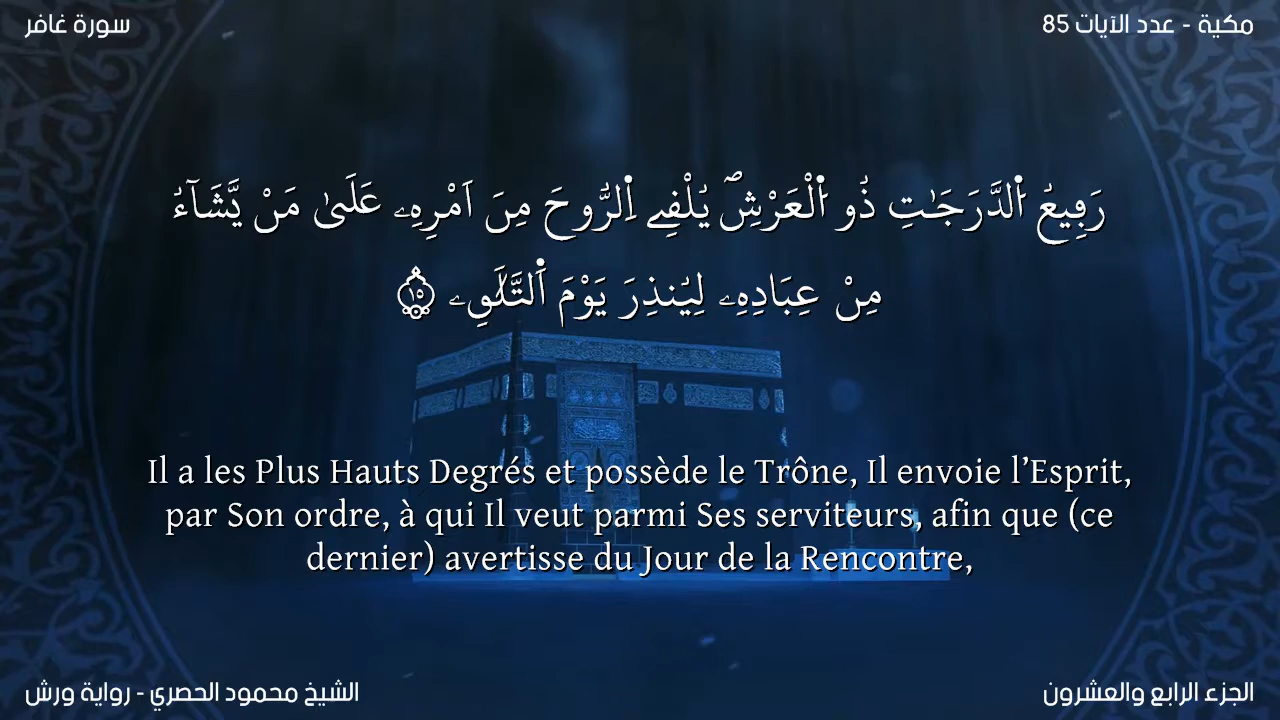 سورة غافر
مكية - عدد الآيات 85
رَفِيعُ اُ۬لدَّرَجَٰتِ ذُو اُ۬لْعَرْشِۖ يُلْقِے اِ۬لرُّوحَ مِنَ اَمْرِهِۦ عَلَىٰ مَنْ يَّشَآءُ
مِنْ عِبَادِهِۦ لِيُنذِرَ يَوْمَ اَ۬لتَّلَٰقِۦ ١٥
Il a les Plus Hauts Degrés et possède le Trône, Il envoie l’Esprit,
par Son ordre, à qui Il veut parmi Ses serviteurs, afin que (ce
dernier) avertisse du Jour de la Rencontre,
الشيخ محمود الحصري - رواية ورش
الجزء الرابع والعشرون